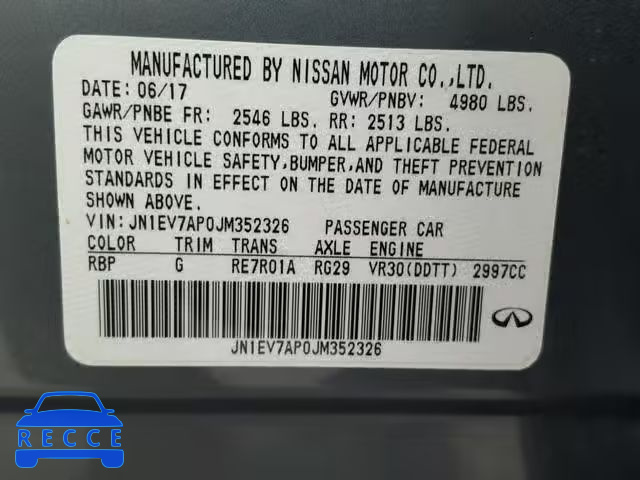 MANUFACTURED BY NISSAN MOTOR CO.,LTD.
DATE: 06/17 GVWR/PNBV: 4980 LBS.
GAWR/PNBE FR: 2546 LBS. RR: 2513 LBS.
THIS VEHICLE CONFORMS TO ALL APPLICABLE FEDERAL
MOTOR VEHICLE SAFETY,BUMPER,AND THEFT PREVENTION
STANDARDS IN EFFECT ON THE DATE OF MANUFACTURE
SHOWN ABOVE.
VIN:JN1EV7AP0JM352326 PASSENGER CAR
COLOR TRIM TRANS AXLE ENGINE
RBP G RE7R01A RG29 VR30(DDTT) 2997CC
JN1EV7AP0JM352326
RECCE